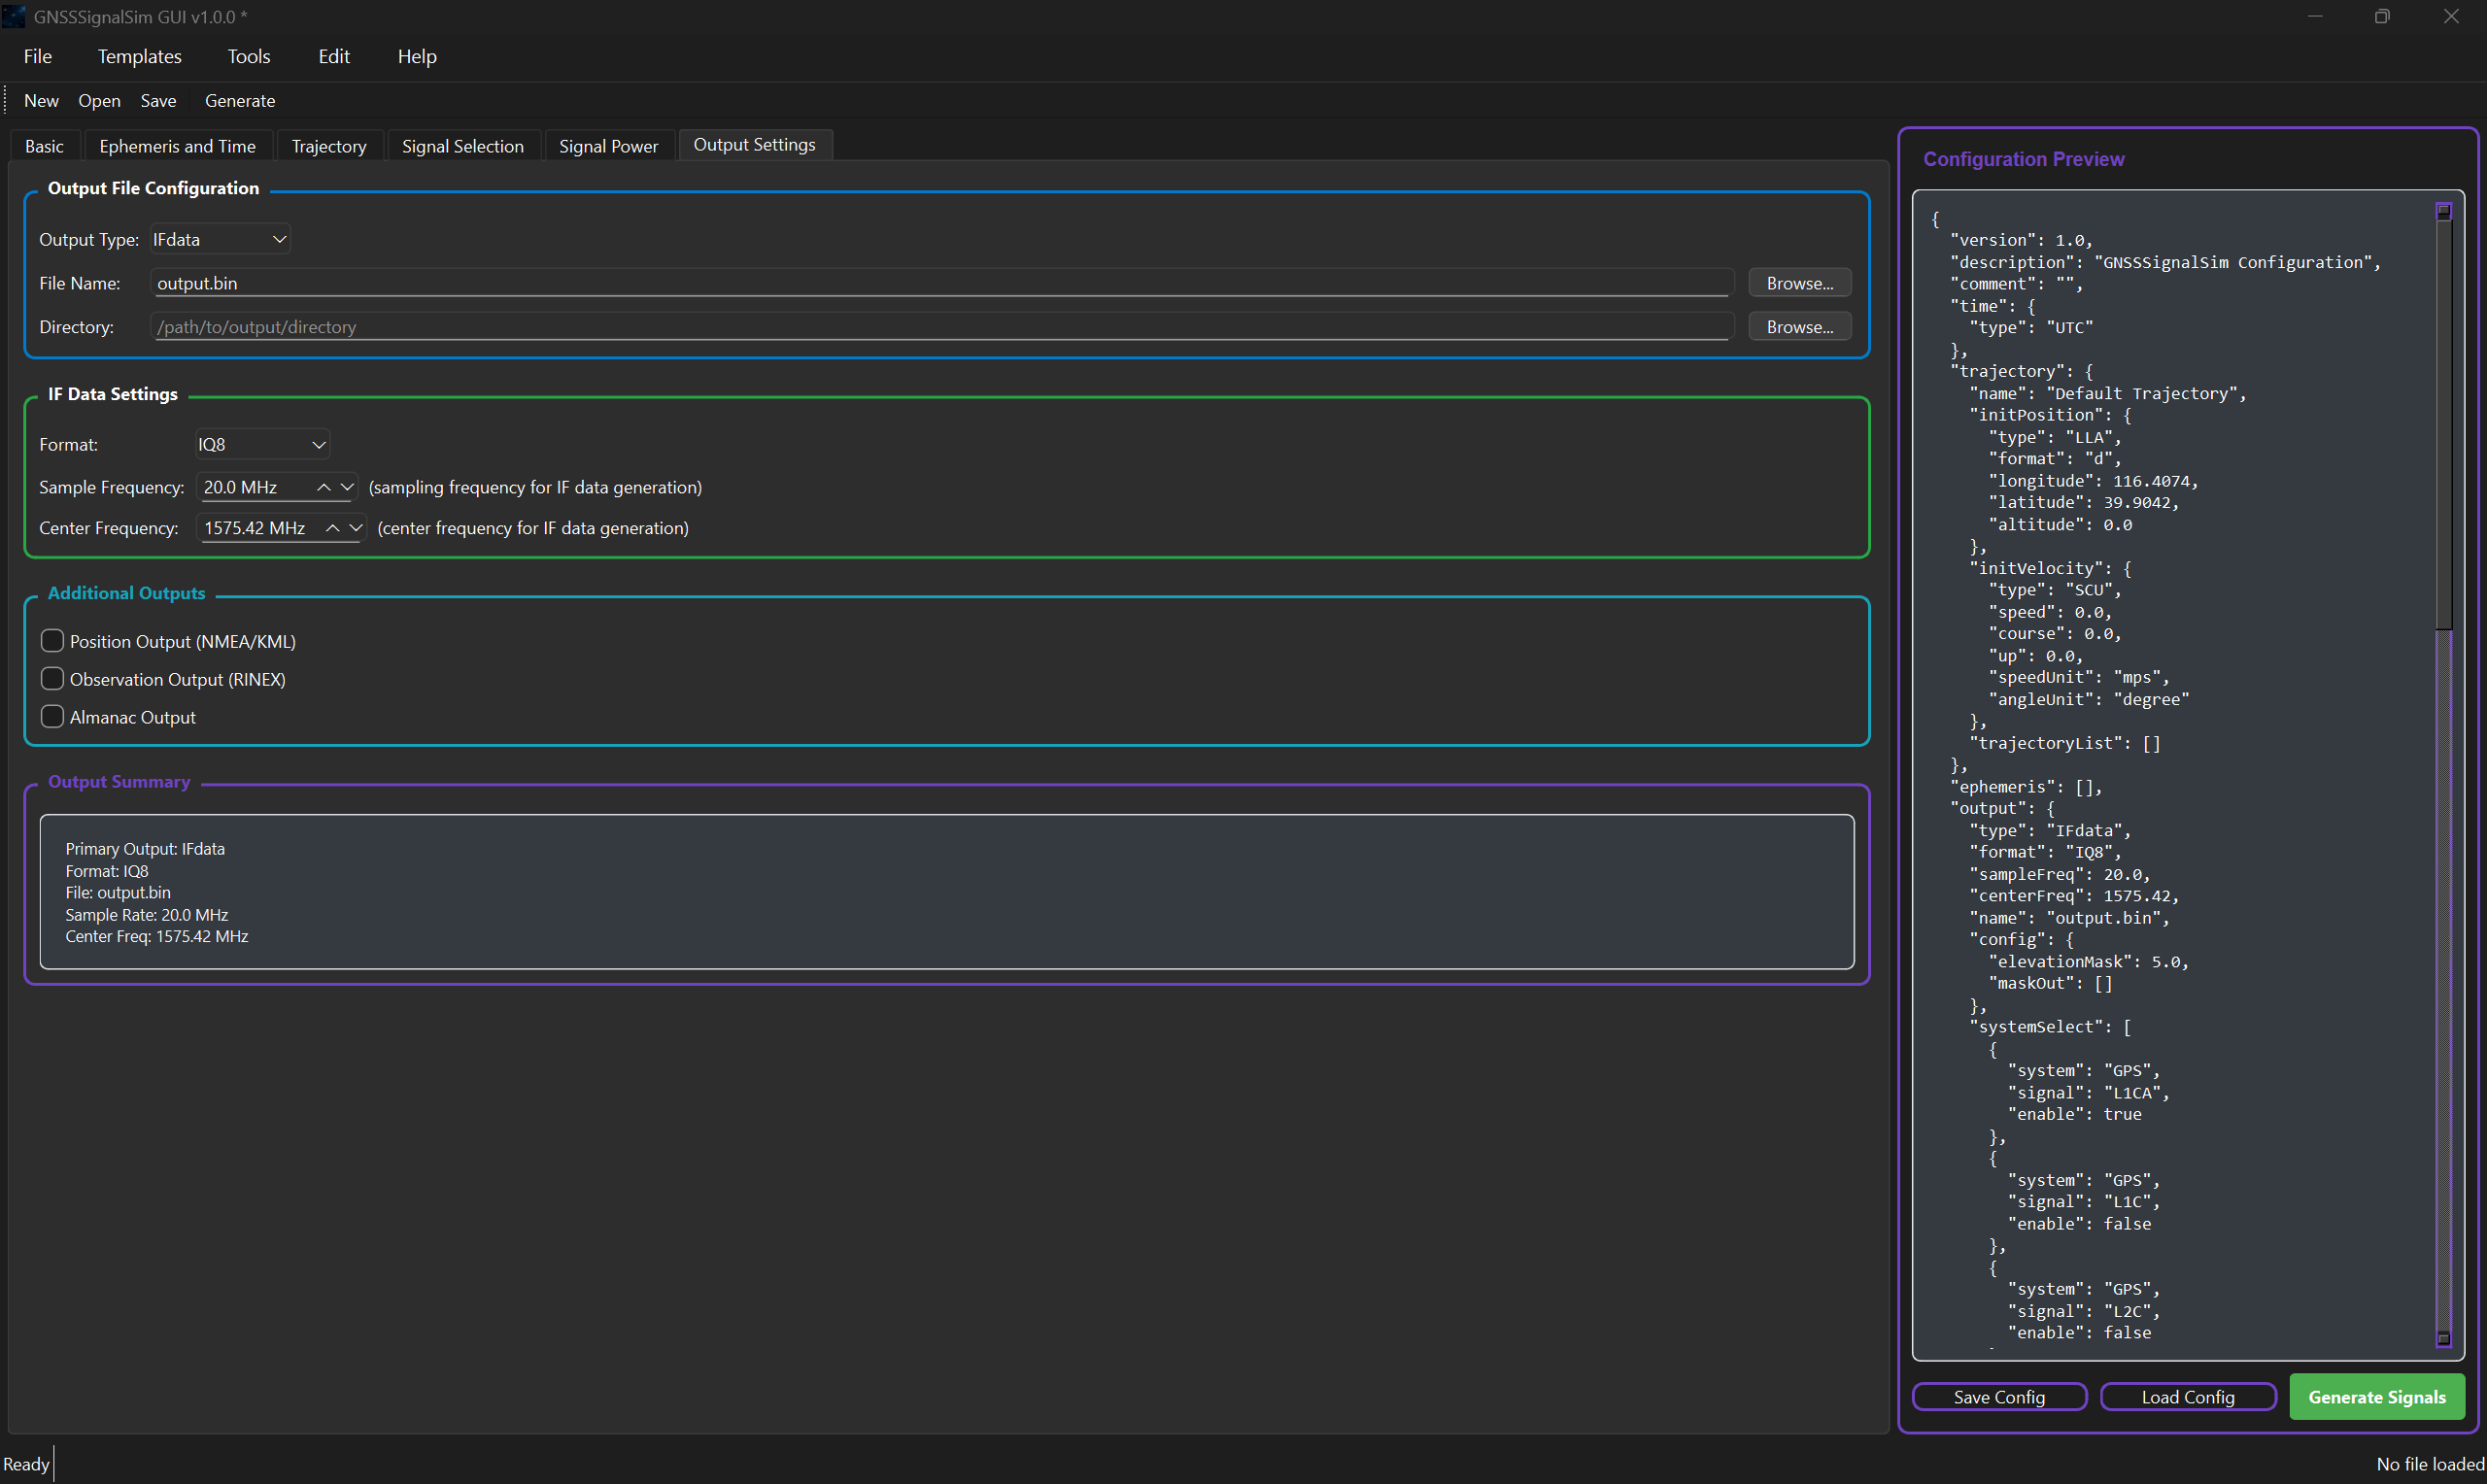 GNSSSignalSim GUI v1.0.0 *
File Templates Tools Edit Help
New Open Save Generate
Basic Ephemeris and Time Trajectory Signal Selection Signal Power Output Settings
Output File Configuration
Output Type: IFdata
File Name: output.bin Browse...
Directory: /path/to/output/directory Browse...
IF Data Settings
Format: IQ8
Sample Frequency: 20.0 MHz (sampling frequency for IF data generation)
Center Frequency: 1575.42 MHz (center frequency for IF data generation)
Additional Outputs
Position Output (NMEA/KML)
Observation Output (RINEX)
Almanac Output
Output Summary
Primary Output: IFdata
Format: IQ8
File: output.bin
Sample Rate: 20.0 MHz
Center Freq: 1575.42 MHz
Configuration Preview
{
  "version": 1.0,
  "description": "GNSSSignalSim Configuration",
  "comment": "",
  "time": {
    "type": "UTC"
  },
  "trajectory": {
    "name": "Default Trajectory",
    "initPosition": {
      "type": "LLA",
      "format": "d",
      "longitude": 116.4074,
      "latitude": 39.9042,
      "altitude": 0.0
    },
    "initVelocity": {
      "type": "SCU",
      "speed": 0.0,
      "course": 0.0,
      "up": 0.0,
      "speedUnit": "mps",
      "angleUnit": "degree"
    },
    "trajectoryList": []
  },
  "ephemeris": [],
  "output": {
    "type": "IFdata",
    "format": "IQ8",
    "sampleFreq": 20.0,
    "centerFreq": 1575.42,
    "name": "output.bin",
    "config": {
      "elevationMask": 5.0,
      "maskOut": []
    },
    "systemSelect": [
      {
        "system": "GPS",
        "signal": "L1CA",
        "enable": true
      },
      {
        "system": "GPS",
        "signal": "L1C",
        "enable": false
      },
      {
        "system": "GPS",
        "signal": "L2C",
        "enable": false
Save Config Load Config Generate Signals
Ready No file loaded